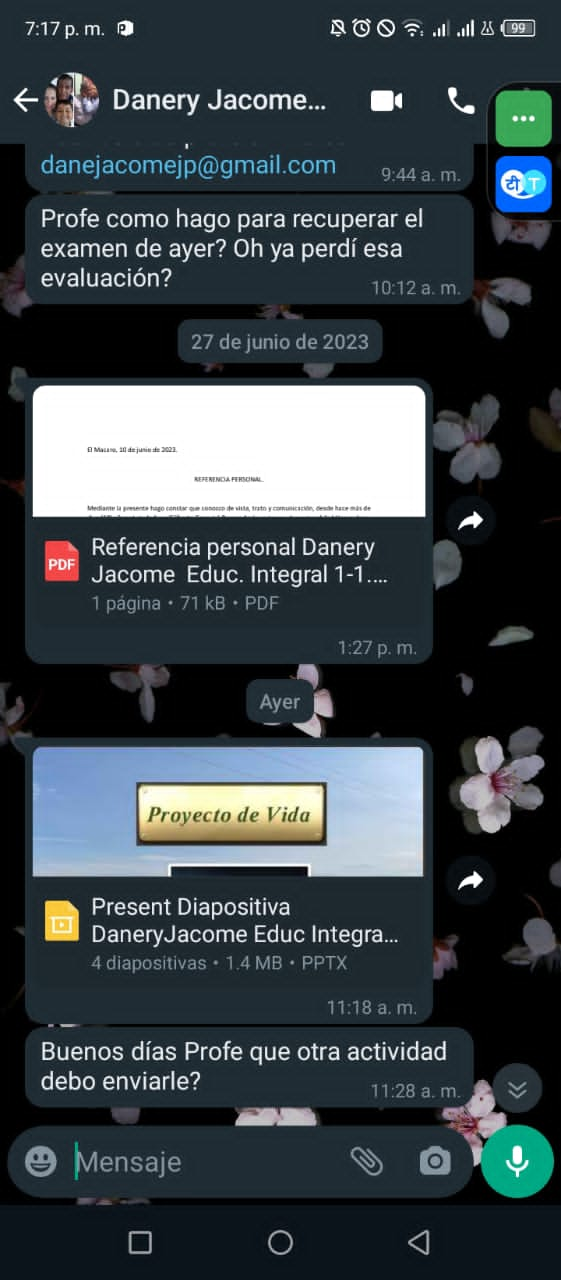 7:17 p. m.
99
Danery Jacome...
danejacomejp@gmail.com
9:44 a. m.
टी T
Profe como hago para recuperar el
examen de ayer? Oh ya perdí esa
evaluación?
10:12 a. m.
27 de junio de 2023
El Macaro, 10 de junio de 2023.
REFERENCIA PERSONAL.
Mediante la presente hago constar que conozco de vista, trato y comunicación, desde hace más de
PDF
Referencia personal Danery
Jacome Educ. Integral 1-1....
1 página • 71 kB • PDF
1:27 p. m.
Ayer
Proyecto de Vida
Present Diapositiva
DaneryJacome Educ Integra...
4 diapositivas • 1.4 MB • PPTX
11:18 a. m.
Buenos días Profe que otra actividad
debo enviarle?
11:28 a. m.
Mensaje